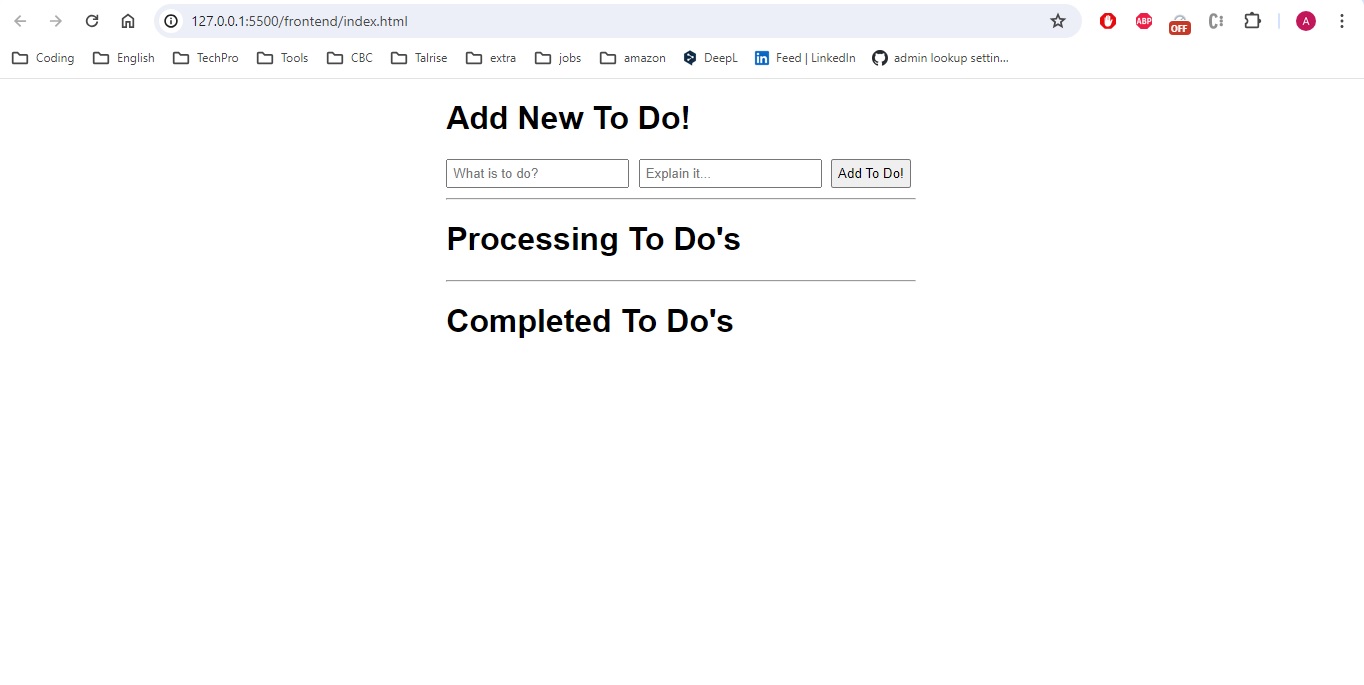 127.0.0.1:5500/frontend/index.html
ABP
OFF
A
Coding English TechPro Tools CBC Talrise extra jobs amazon DeepL in Feed | LinkedIn admin lookup settin...
Add New To Do!
What is to do? Explain it... Add To Do!
Processing To Do's
Completed To Do's